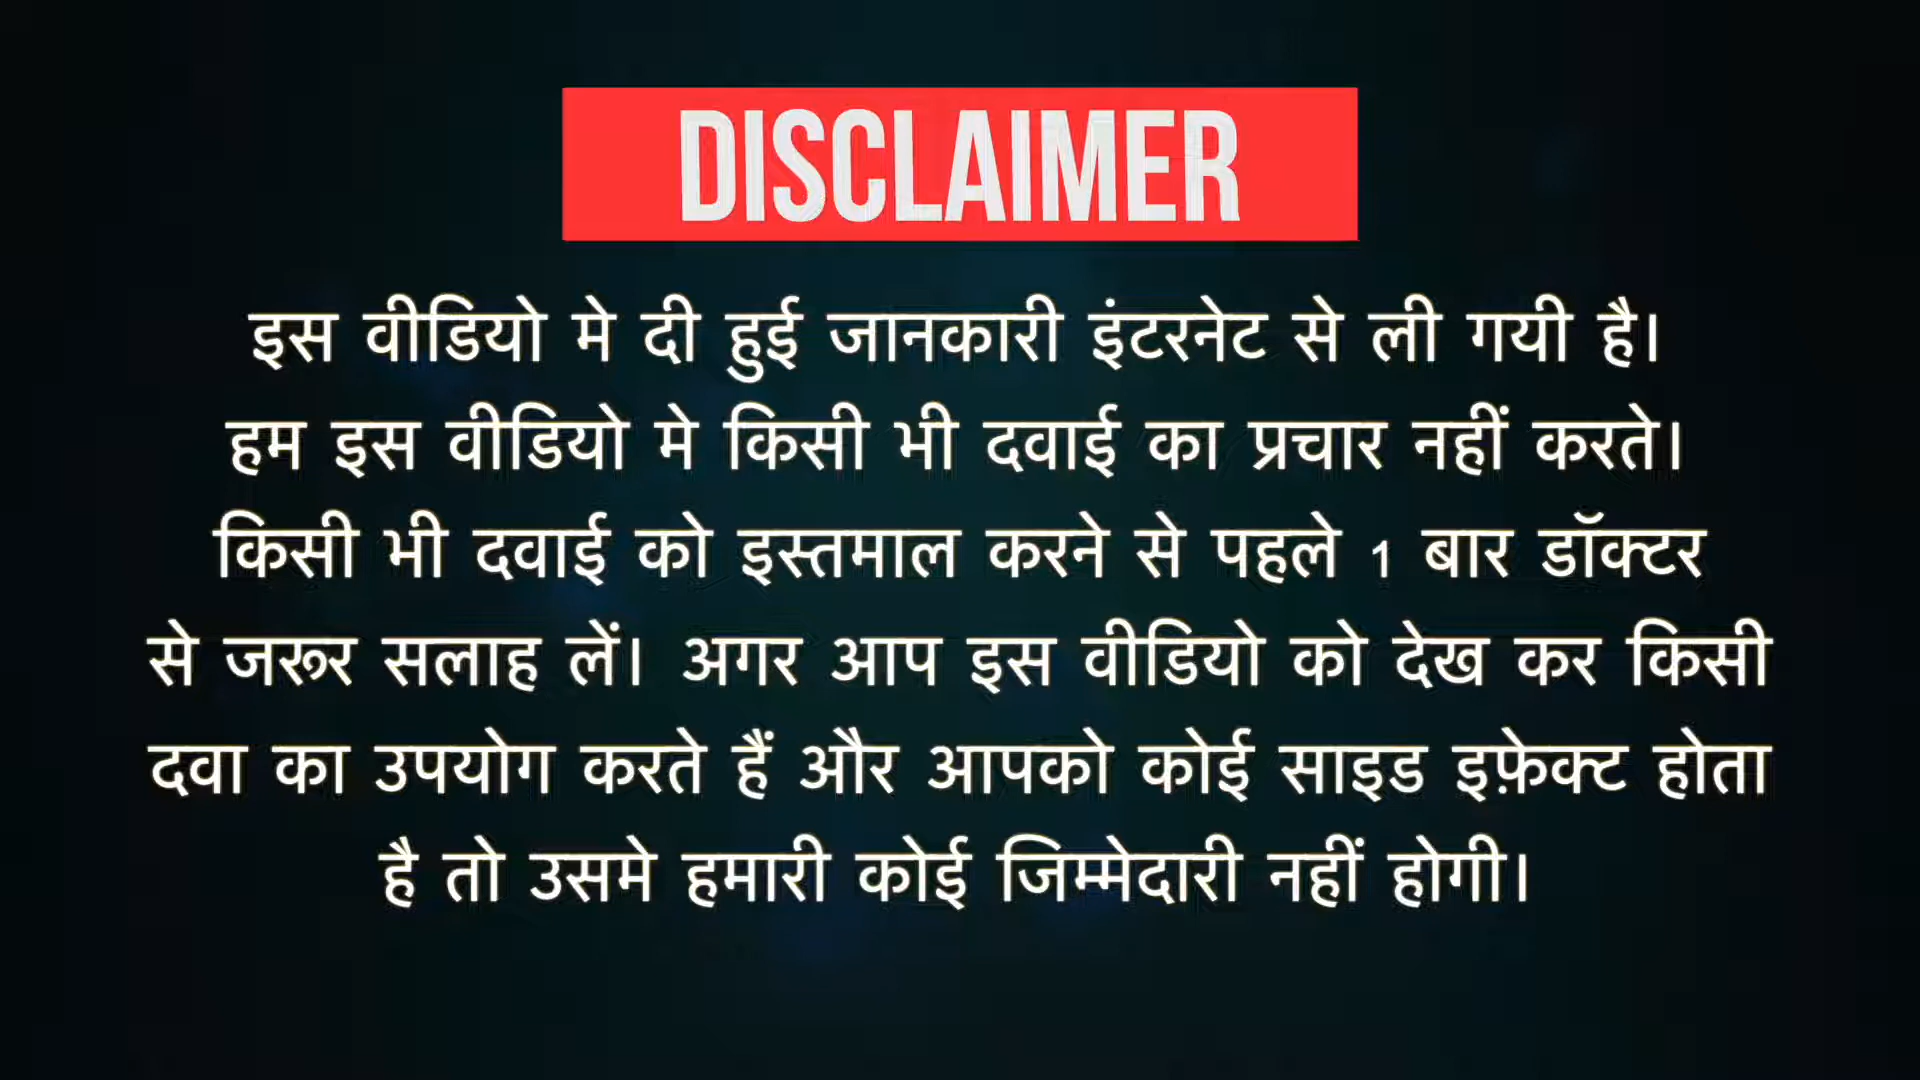 DISCLAIMER
इस वीडियो मे दी हुई जानकारी इंटरनेट से ली गयी है।
हम इस वीडियो मे किसी भी दवाई का प्रचार नहीं करते।
किसी भी दवाई को इस्तमाल करने से पहले 1 बार डॉक्टर
से जरूर सलाह लें। अगर आप इस वीडियो को देख कर किसी
दवा का उपयोग करते हैं और आपको कोई साइड इफ़ेक्ट होता
है तो उसमे हमारी कोई जिम्मेदारी नहीं होगी।